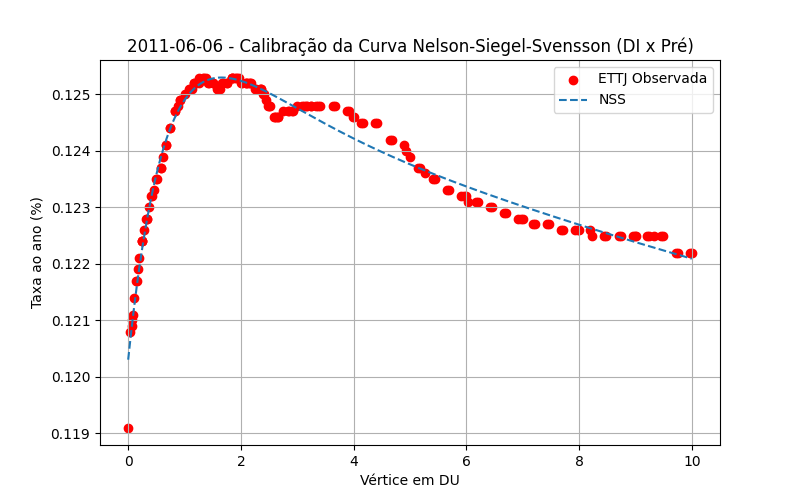 2011-06-06 - Calibração da Curva Nelson-Siegel-Svensson (DI x Pré)
ETTJ Observada
NSS
Taxa ao ano (%)
0.125
0.124
0.123
0.122
0.121
0.120
0.119
0 2 4 6 8 10
Vértice em DU